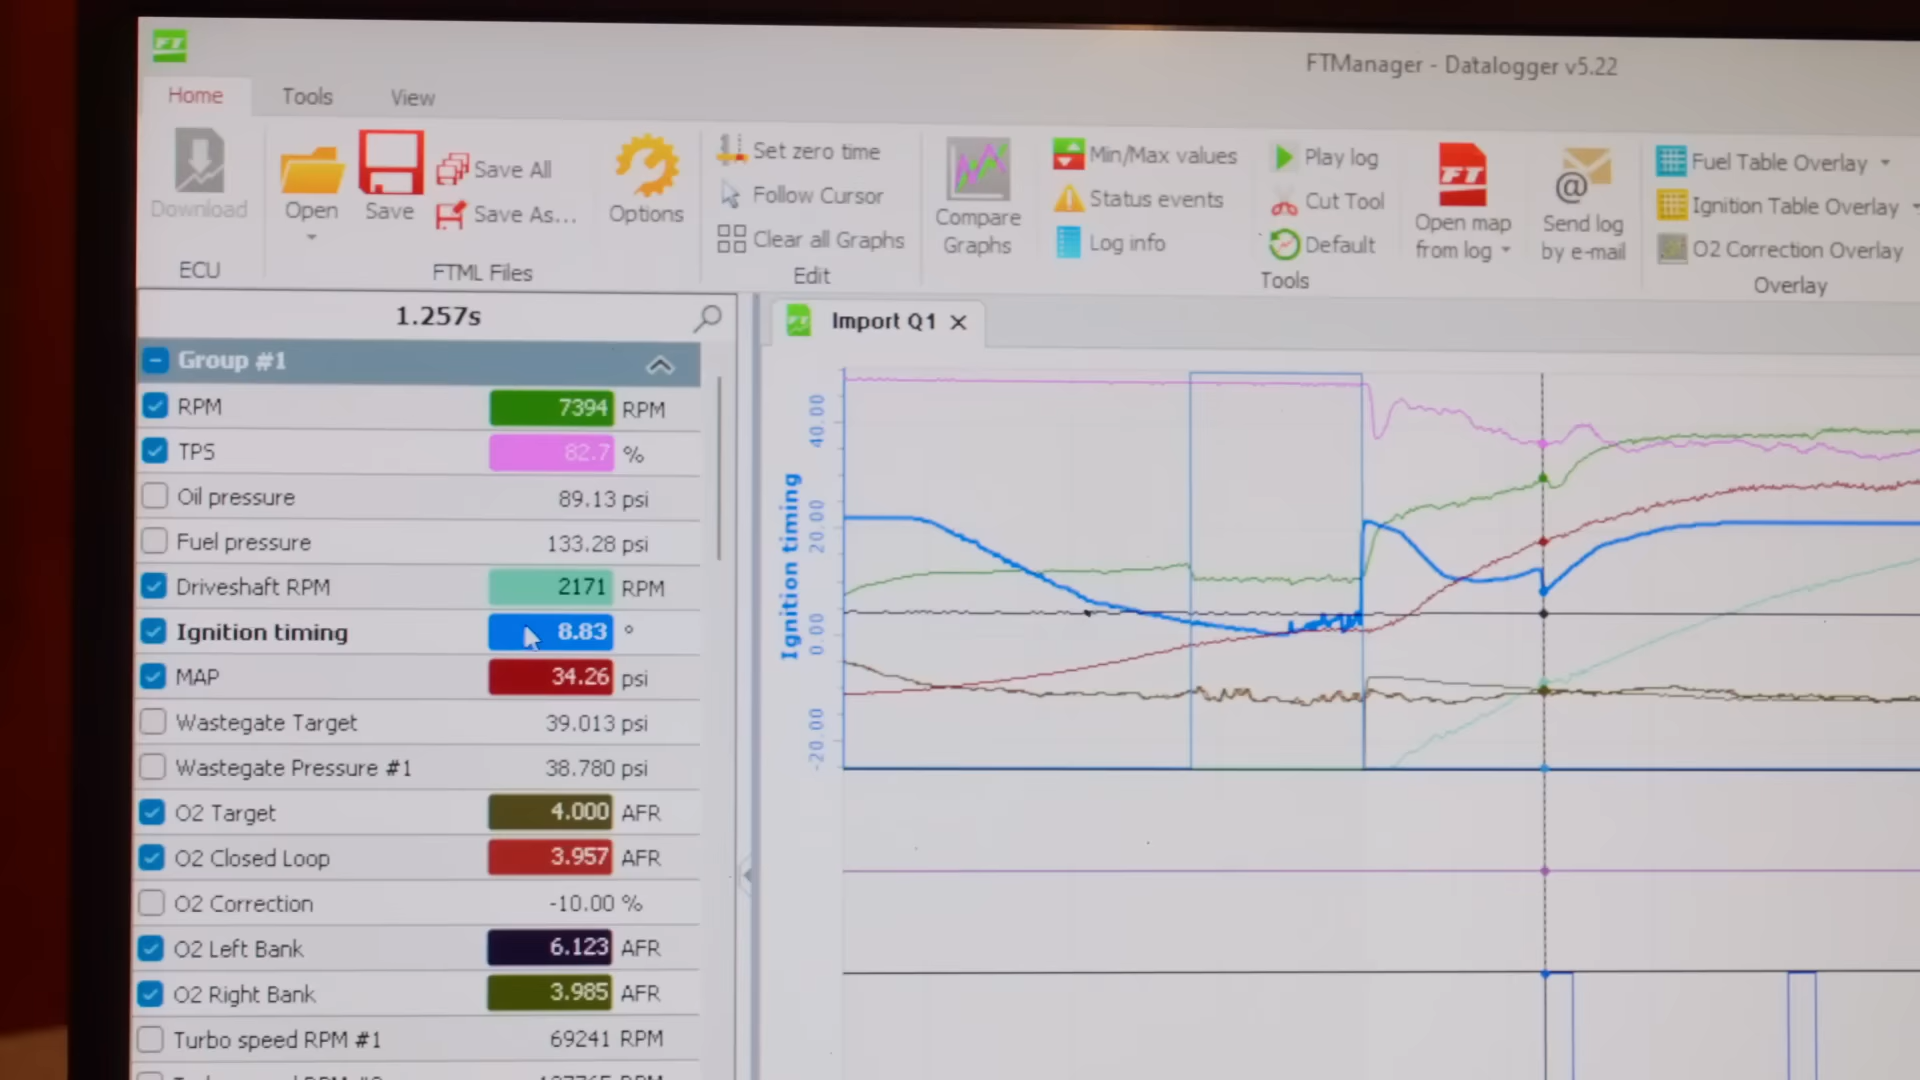 FT
FTManager - Datalogger v5.22
Home Tools View
Download
ECU
Open
Save
Save All
Save As...
FTML Files
Options
Set zero time
Follow Cursor
Clear all Graphs
Edit
Compare
Graphs
Min/Max values
Status events
Log info
Play log
Cut Tool
Default
Tools
FT
Open map
from log
@
Send log
by e-mail
Fuel Table Overlay
Ignition Table Overlay
O2 Correction Overlay
Overlay
1.257s
Group #1
RPM 7394 RPM
TPS 82.7 %
Oil pressure 89.13 psi
Fuel pressure 133.28 psi
Driveshaft RPM 2171 RPM
Ignition timing 8.83 °
MAP 34.26 psi
Wastegate Target 39.013 psi
Wastegate Pressure #1 38.780 psi
O2 Target 4.000 AFR
O2 Closed Loop 3.957 AFR
O2 Correction -10.00 %
O2 Left Bank 6.123 AFR
O2 Right Bank 3.985 AFR
Turbo speed RPM #1 69241 RPM
FT
Import Q1
Ignition timing
40.00
20.00
0.00
-20.00